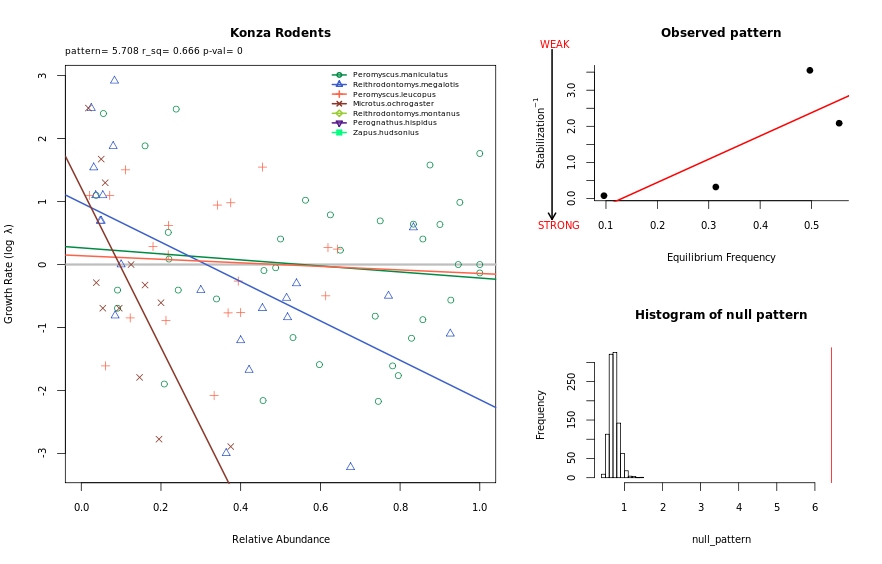 Konza Rodents
pattern= 5.708 r_sq= 0.666 p-val= 0
Peromyscus.maniculatus
Reithrodontomys.megalotis
Peromyscus.leucopus
Microtus.ochrogaster
Reithrodontomys.montanus
Perognathus.hispidus
Zapus.hudsonius
Growth Rate (log λ)
3
2
1
0
-1
-2
-3
0.0 0.2 0.4 0.6 0.8 1.0
Relative Abundance
WEAK
STRONG
Observed pattern
Stabilization⁻¹
3.0
2.0
1.0
0.0
0.1 0.2 0.3 0.4 0.5
Equilibrium Frequency
Histogram of null pattern
Frequency
250
150
50
0
1 2 3 4 5 6
null_pattern